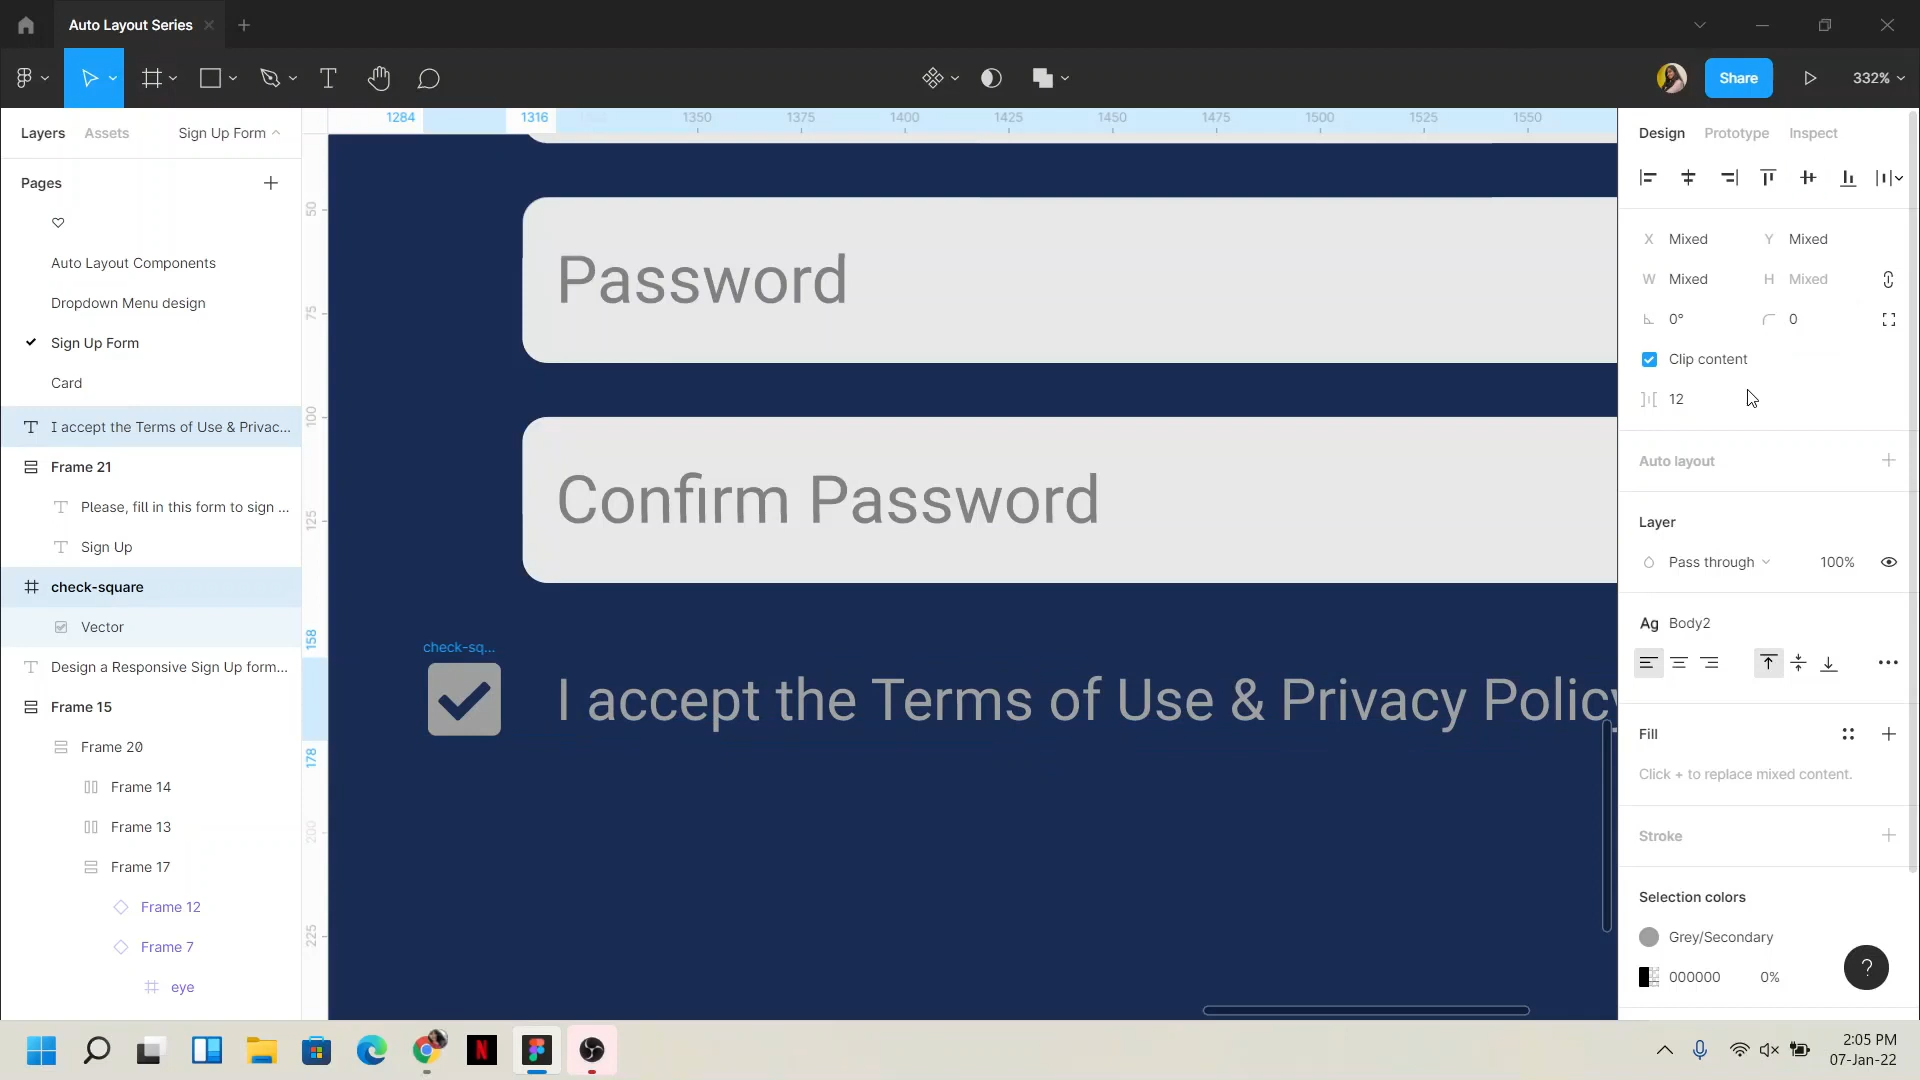 Auto Layout Series
Share
332%
Layers
Assets
Sign Up Form
Pages
Auto Layout Components
Dropdown Menu design
Sign Up Form
Card
I accept the Terms of Use & Privac...
Frame 21
Please, fill in this form to sign ...
Sign Up
check-square
Vector
Design a Responsive Sign Up form...
Frame 15
Frame 20
Frame 14
Frame 13
Frame 17
Frame 12
Frame 7
eye
1284
1316
1350
1375
1400
1425
1450
1475
1500
1525
1550
50
75
100
125
158
178
200
225
Password
Confirm Password
check-sq...
I accept the Terms of Use & Privacy Policy
Design
Prototype
Inspect
X Mixed Y Mixed
W Mixed H Mixed
0° 0
Clip content
12
Auto layout
Layer
Pass through 100%
Ag Body2
Fill
Click + to replace mixed content.
Stroke
Selection colors
Grey/Secondary
000000 0%
?
2:05 PM
07-Jan-22